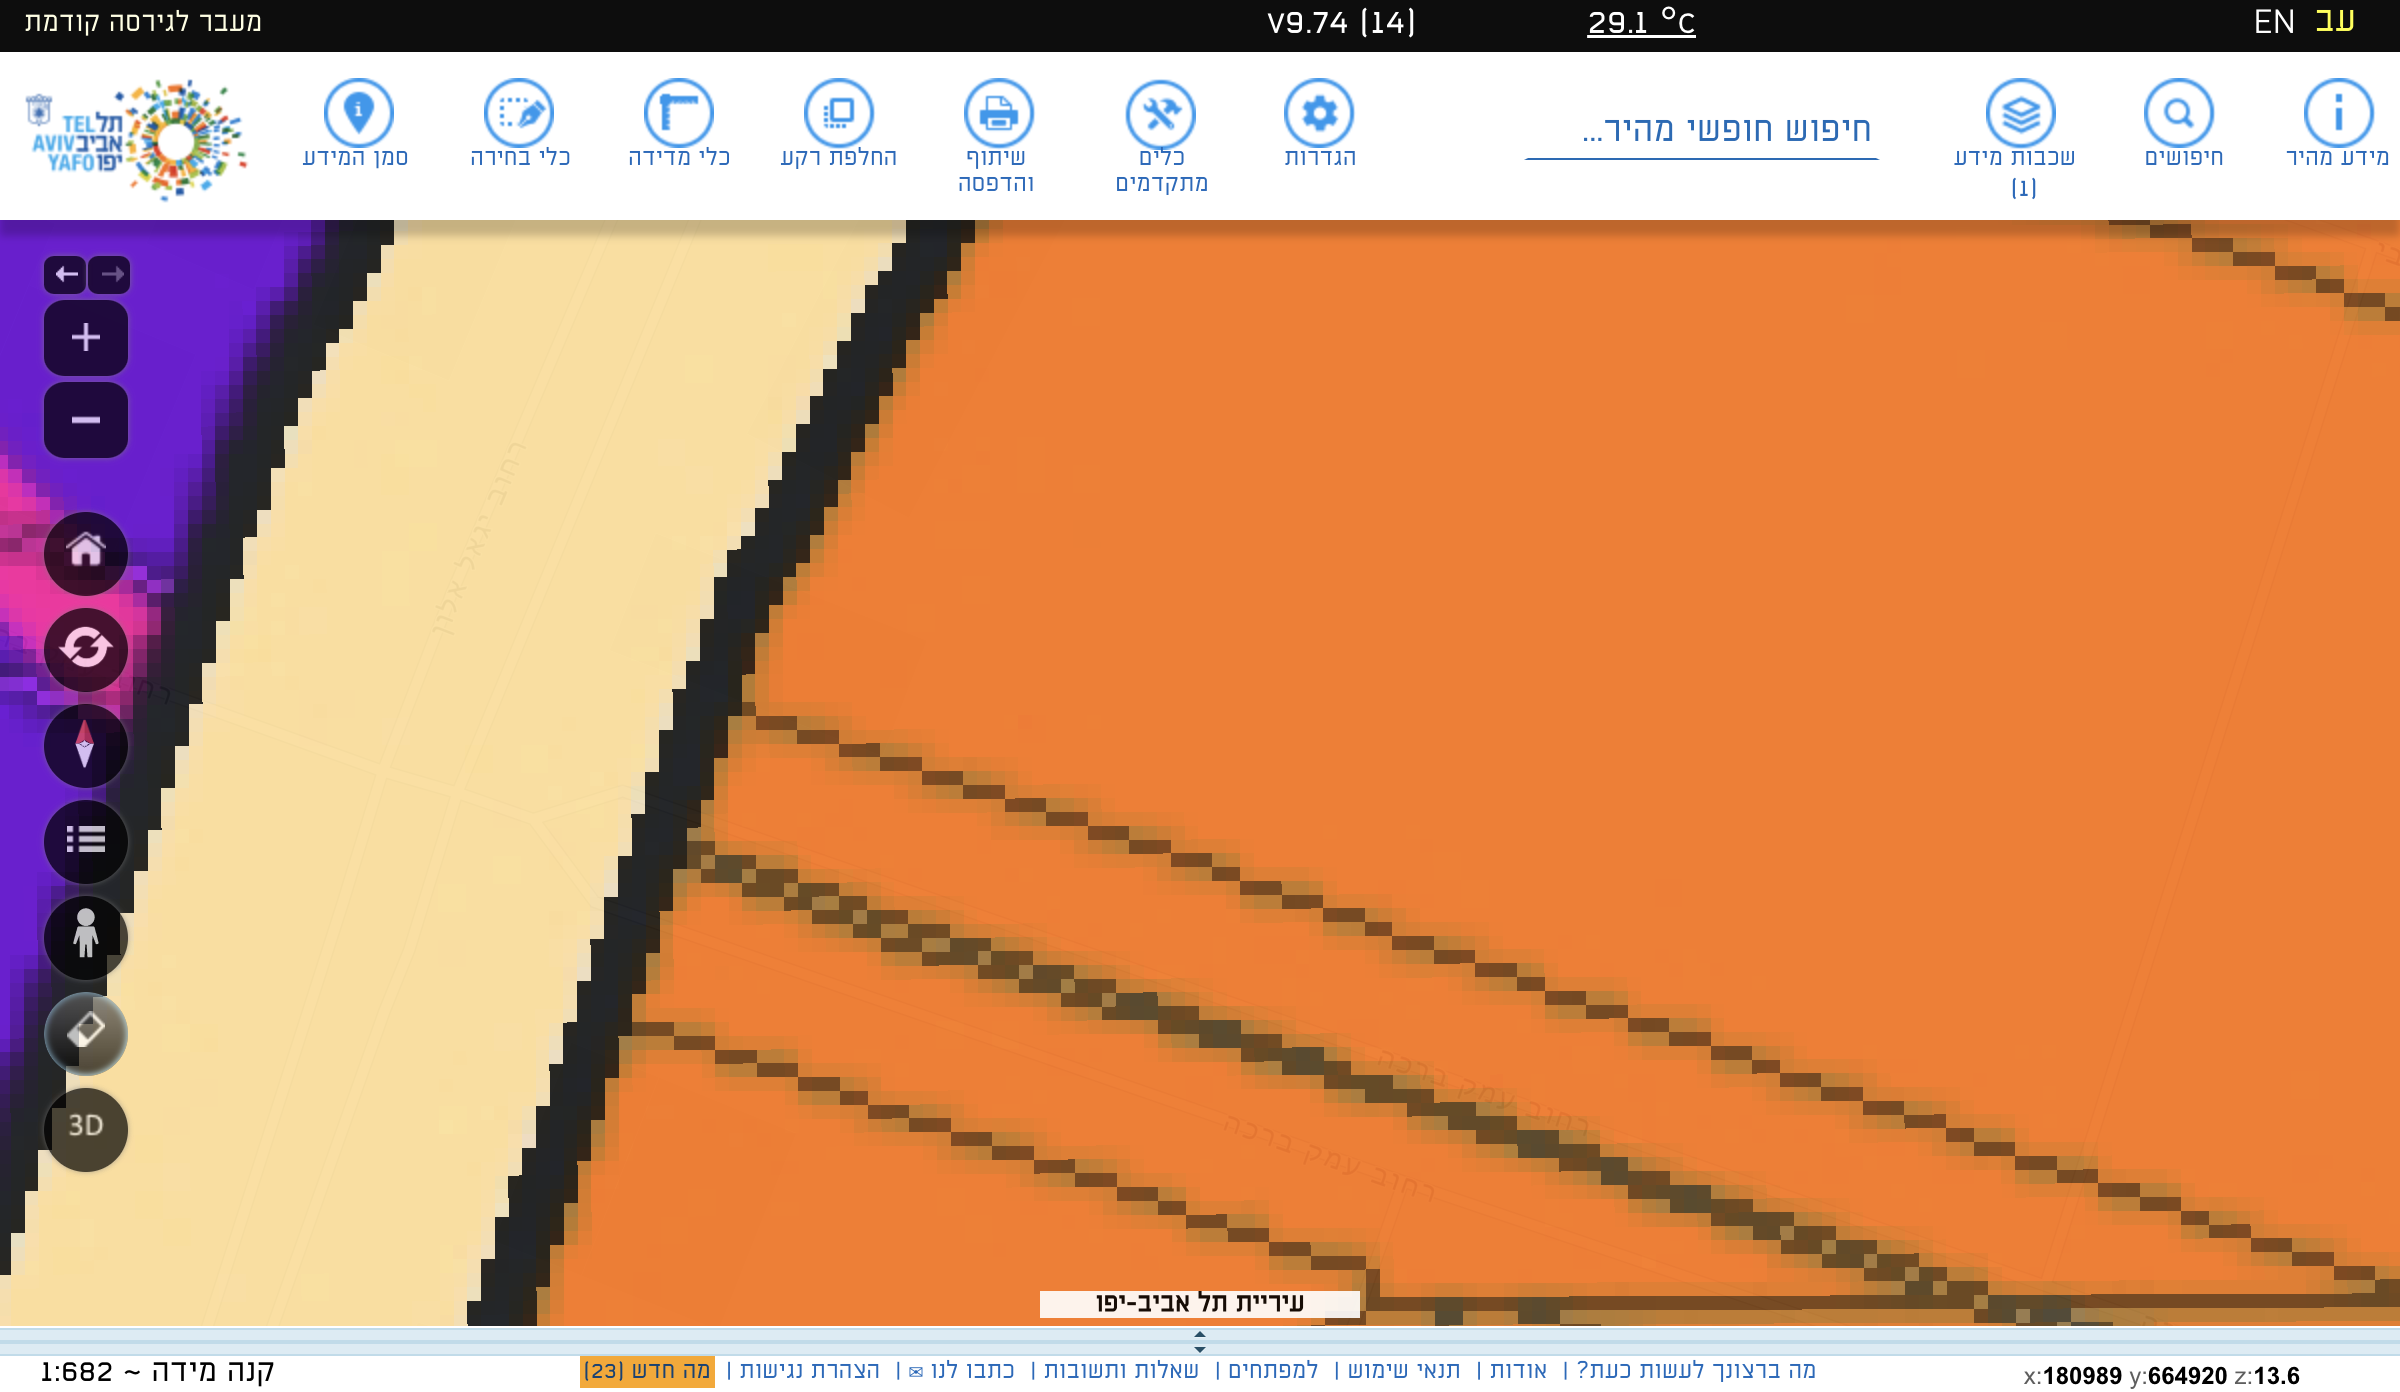 עב EN
29.1 °C
V9.74 (14)
מעבר לגירסה קודמת
מידע מהיר
חיפושים
שכבות מידע
(1)
חיפוש חופשי מהיר...
הגדרות
כלים
מתקדמים
שיתוף
והדפסה
החלפת רקע
כלי מדידה
כלי בחירה
סמן המידע
תל
אביב
יפו
TEL
AVIV
YAFO
רחוב יגאל אלון
רחוב עמק ברכה
רחוב עמק ברכה
3D
עיריית תל אביב-יפו
מה ברצונך לעשות כעת? | אודות | תנאי שימוש | למפתחים | שאלות ותשובות | כתבו לנו ✉ | הצהרת נגישות | מה חדש (23)
קנה מידה ~ 1:682
x:180989 y:664920 z:13.6